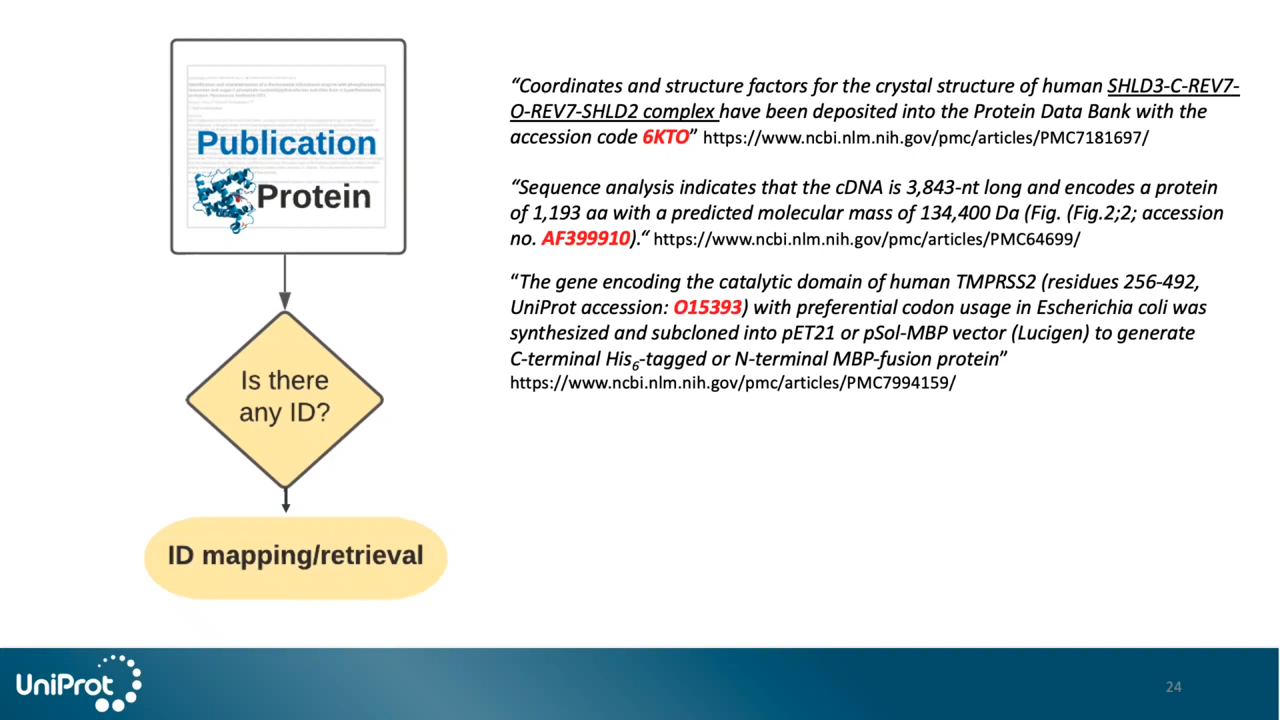 Publication
Protein
Is there
any ID?
ID mapping/retrieval
“Coordinates and structure factors for the crystal structure of human SHLD3-C-REV7-
O-REV7-SHLD2 complex have been deposited into the Protein Data Bank with the
accession code 6KTO” https://www.ncbi.nlm.nih.gov/pmc/articles/PMC7181697/
“Sequence analysis indicates that the cDNA is 3,843-nt long and encodes a protein
of 1,193 aa with a predicted molecular mass of 134,400 Da (Fig. (Fig.2;2; accession
no. AF399910).“ https://www.ncbi.nlm.nih.gov/pmc/articles/PMC64699/
“The gene encoding the catalytic domain of human TMPRSS2 (residues 256-492,
UniProt accession: O15393) with preferential codon usage in Escherichia coli was
synthesized and subcloned into pET21 or pSol-MBP vector (Lucigen) to generate
C-terminal His6-tagged or N-terminal MBP-fusion protein”
https://www.ncbi.nlm.nih.gov/pmc/articles/PMC7994159/
UniProt
24